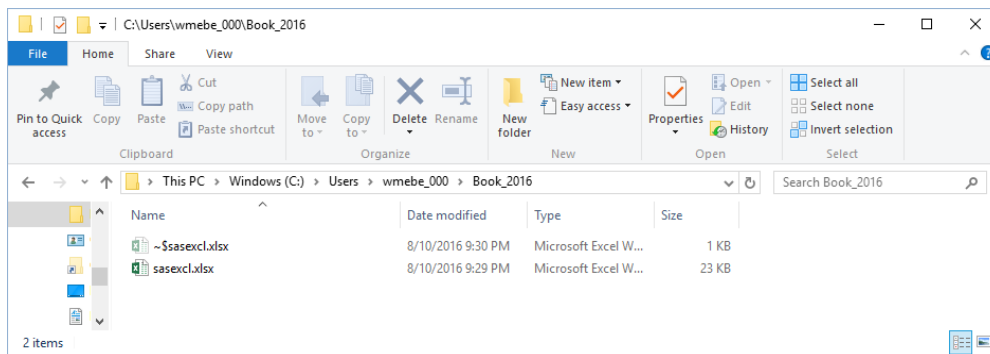 C:\Users\wmebe_000\Book_2016
File Home Share View
Pin to Quick access
Copy
Paste
Cut
Copy path
Paste shortcut
Clipboard
Move to
Copy to
Delete
Rename
Organize
New folder
New item
Easy access
New
Properties
Open
Edit
History
Open
Select all
Select none
Invert selection
Select
This PC > Windows (C:) > Users > wmebe_000 > Book_2016
Search Book_2016
Name Date modified Type Size
~$sasexcl.xlsx 8/10/2016 9:30 PM Microsoft Excel W... 1 KB
sasexcl.xlsx 8/10/2016 9:29 PM Microsoft Excel W... 23 KB
2 items